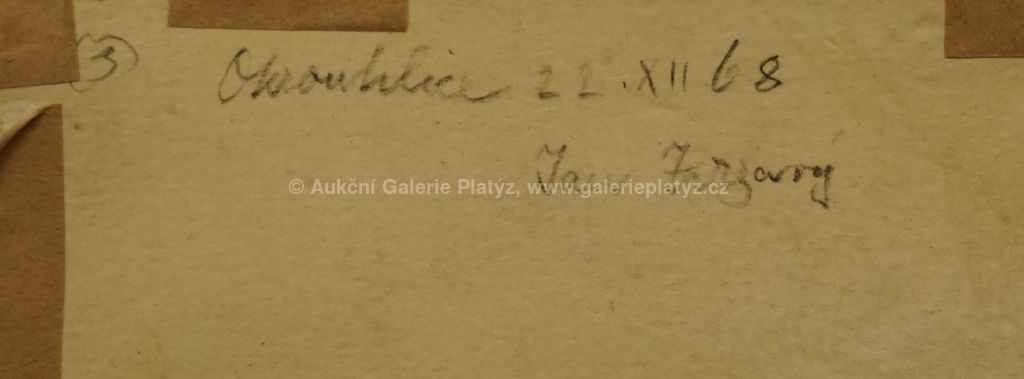 (3) Okrouhlice 22.XII 68
Jan Zrzavý
© Aukční Galerie Platýz, www.galerieplatyz.cz